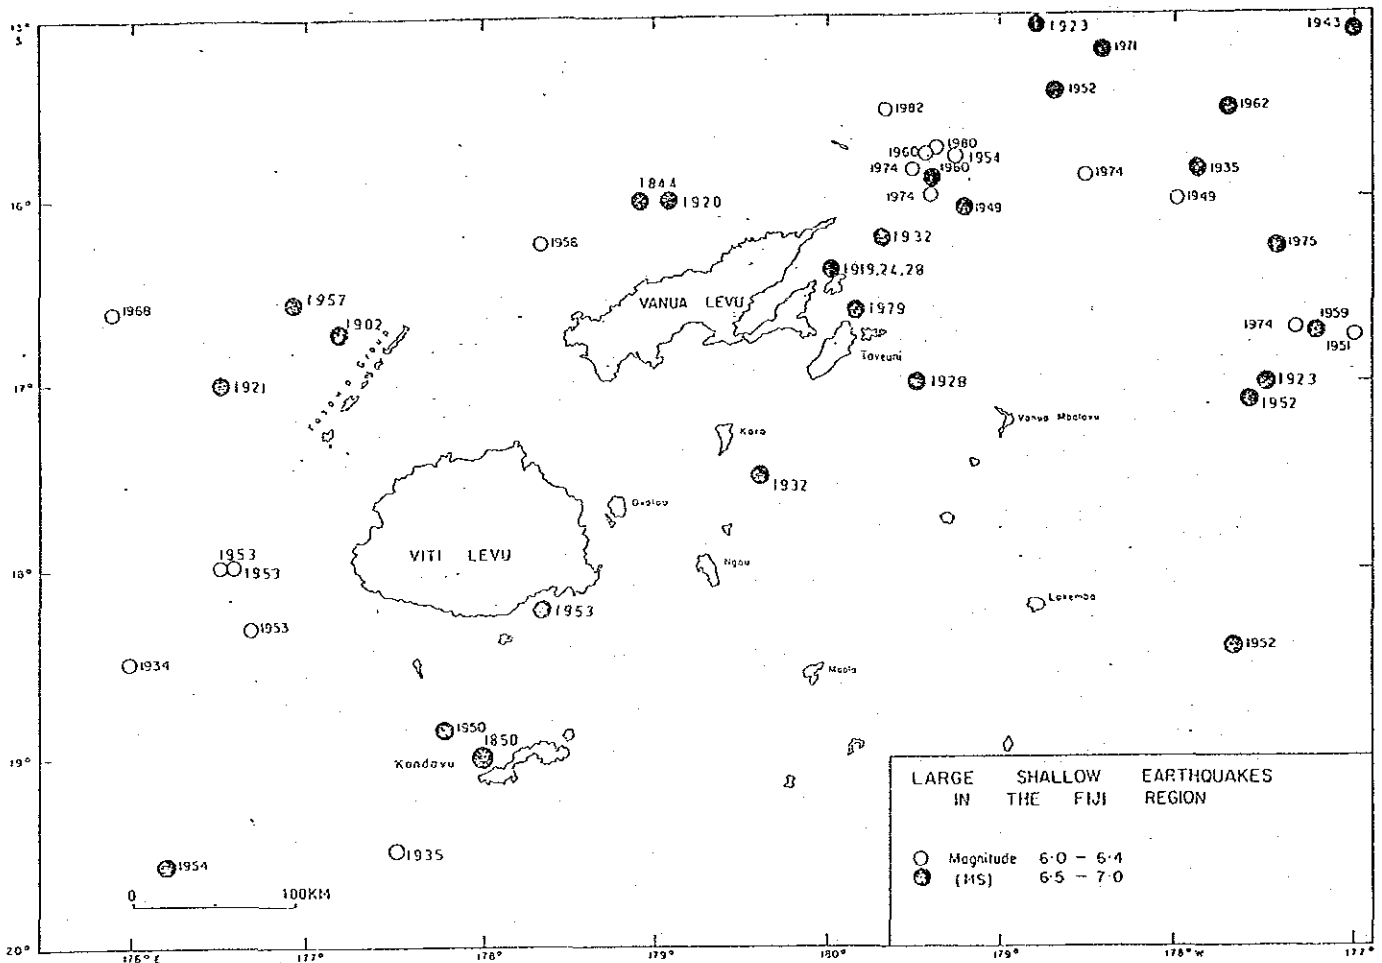 15°
S
1923
1943
1971
1952
1962
1982
1980
1960
1954
1974
1960
1974
1935
1974
1949
1949
1844
1920
16°
1932
1958
1975
1919,24,28
VANUA LEVU
1957
1979
1968
1902
1959
1974
1951
Taveuni
1921
1928
1923
17°
1952
Yasawa Group
Vanua Mbalavu
Koro
1932
Ovalau
1953
VITI LEVU
1953
Ngau
18°
1953
Lakemba
1953
1952
1934
Moala
1950
1850
Kandavu
19°
LARGE SHALLOW EARTHQUAKES
IN THE FIJI REGION
1935
Magnitude 6·0 – 6·4
(MS) 6·5 – 7·0
1954
0 100KM
20°
176°E 177° 178° 179° 180° 179° 178°W 177°